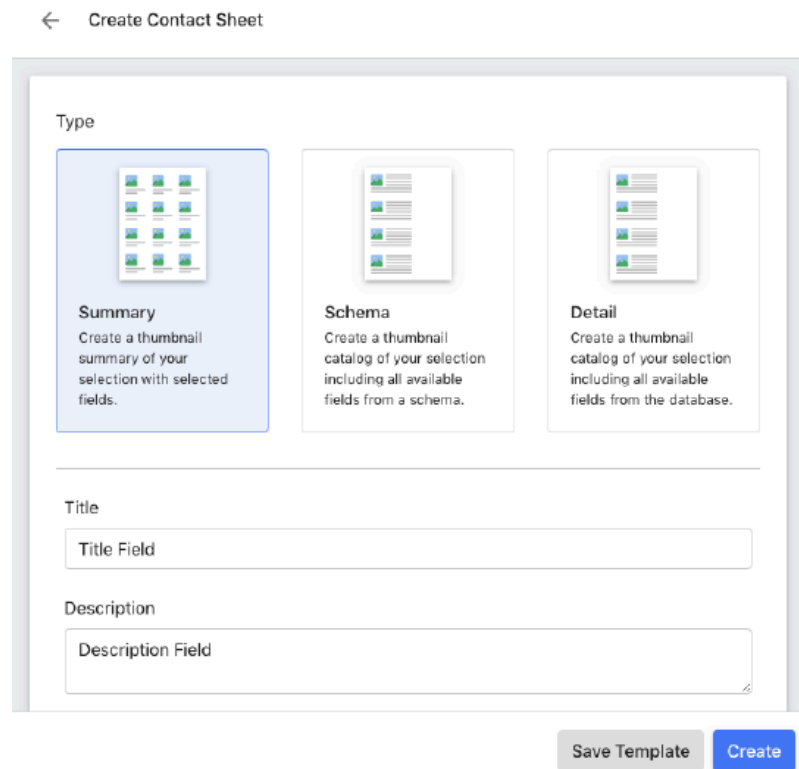 Create Contact Sheet
Type
Summary
Create a thumbnail
summary of your
selection with selected
fields.
Schema
Create a thumbnail
catalog of your selection
including all available
fields from a schema.
Detail
Create a thumbnail
catalog of your selection
including all available
fields from the database.
Title
Title Field
Description
Description Field
Save Template
Create